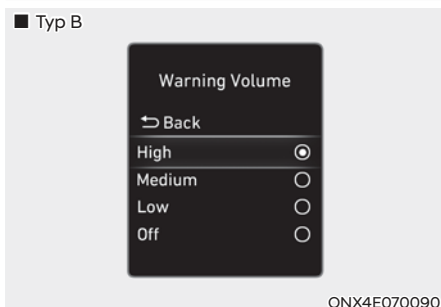 ■ Typ B
Warning Volume
⮌ Back
High
Medium
Low
Off
ONX4E070090